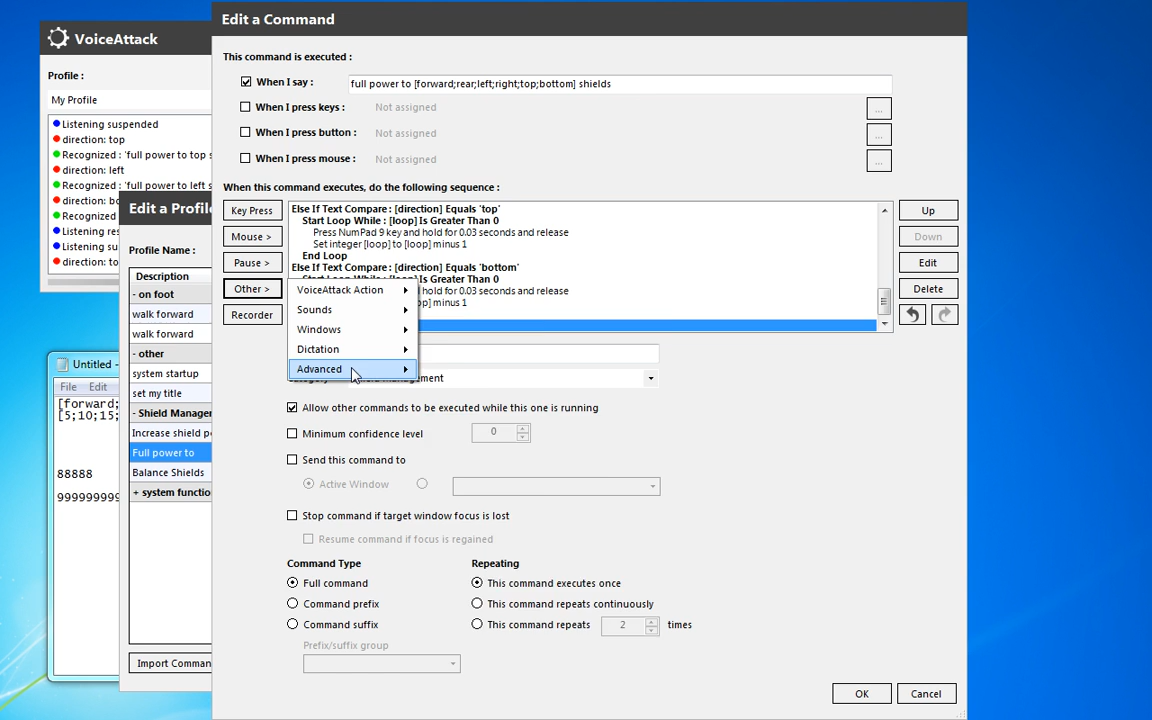 VoiceAttack
Profile :
My Profile
Listening suspended
direction: top
Recognized : 'full power to top s
direction: left
Recognized : 'full power to left s
direction: bo
Recognized
Listening res
Listening su
direction: to
Edit a Profil
Profile Name :
Description
- on foot
walk forward
walk forward
- other
system startup
set my title
- Shield Manager
Increase shield po
Full power to
Balance Shields
+ system functio
Import Comman
Untitled -
File Edit
[forward;
[5;10;15;
88888
9999999999
Edit a Command
This command is executed :
When I say : full power to [forward;rear;left;right;top;bottom] shields
When I press keys : Not assigned ...
When I press button : Not assigned ...
When I press mouse : Not assigned ...
When this command executes, do the following sequence :
Key Press
Mouse >
Pause >
Other >
Recorder
Else If Text Compare : [direction] Equals 'top'
Start Loop While : [loop] Is Greater Than 0
Press NumPad 9 key and hold for 0.03 seconds and release
Set integer [loop] to [loop] minus 1
End Loop
Else If Text Compare : [direction] Equals 'bottom'
Is Greater Than 0
hold for 0.03 seconds and release
minus 1
Up
Down
Edit
Delete
VoiceAttack Action
Sounds
Windows
Dictation
Advanced
Allow other commands to be executed while this one is running
Minimum confidence level 0
Send this command to
Active Window
Stop command if target window focus is lost
Resume command if focus is regained
Command Type
Full command
Command prefix
Command suffix
Prefix/suffix group
Repeating
This command executes once
This command repeats continuously
This command repeats 2 times
OK
Cancel